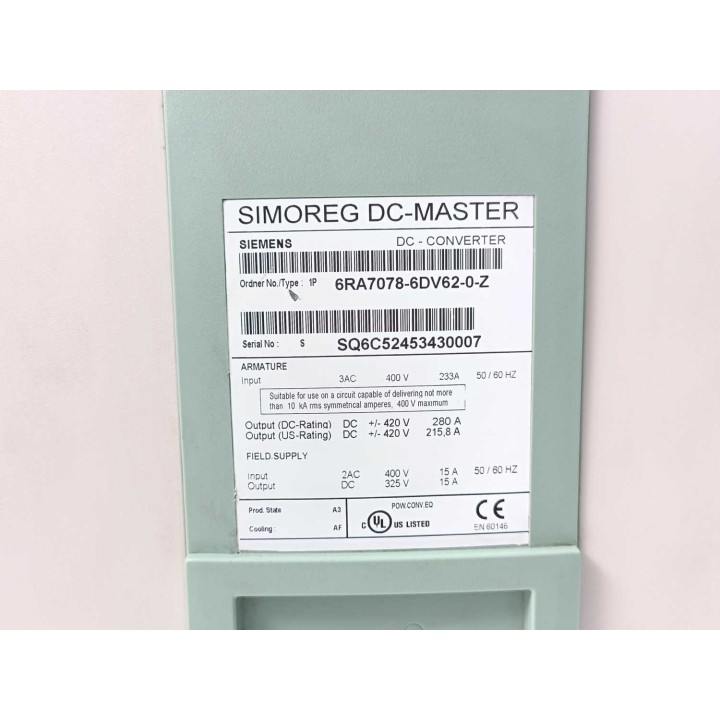 SIMOREG DC-MASTER
SIEMENS DC - CONVERTER
Ordner No./Type : 1P 6RA7078-6DV62-0-Z
Serial No : S SQ6C52453430007
ARMATURE
Input 3AC 400 V 233A 50 / 60 HZ
Suitable for use on a circuit capable of delivering not more
than 10 kA rms symmetrical amperes, 400 V maximum
Output (DC-Rating) DC +/- 420 V 280 A
Output (US-Rating) DC +/- 420 V 215,8 A
FIELD.SUPPLY
Input 2AC 400 V 15 A 50 / 60 HZ
Output DC 325 V 15 A
Prod. State A3 POW.CONV.EQ
Cooling : AF C UL US LISTED CE
EN 60146